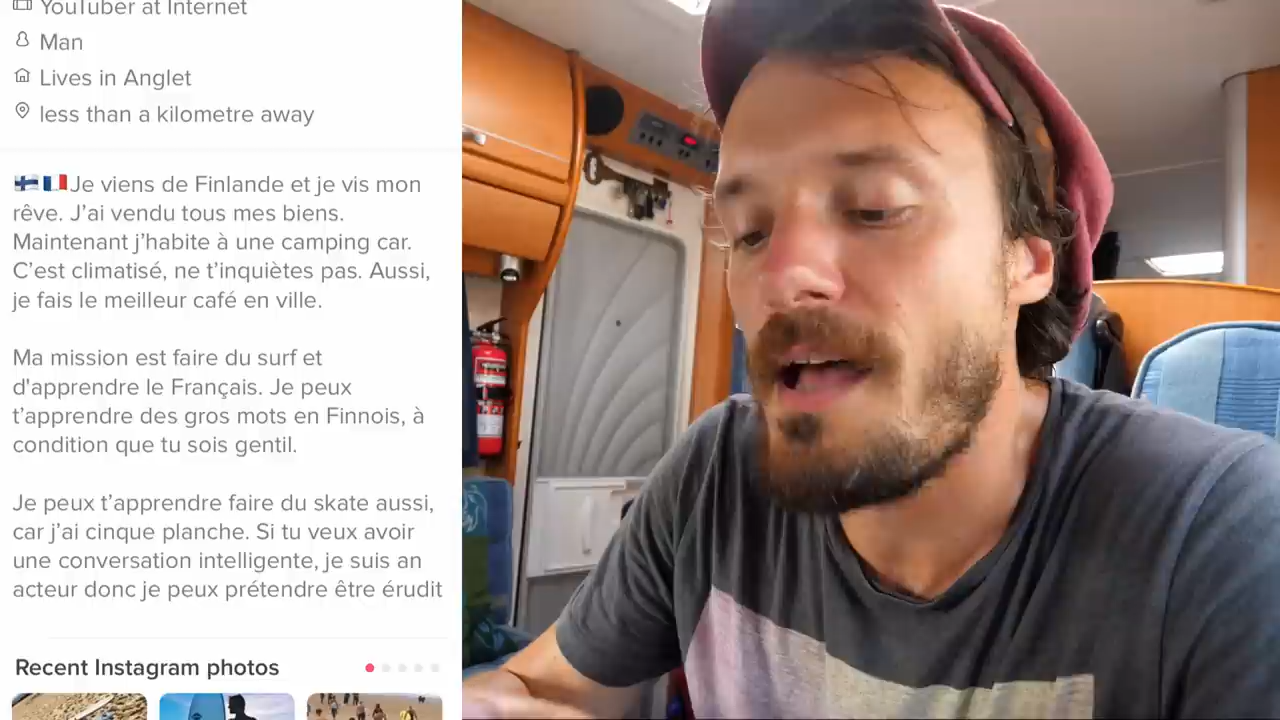 YouTuber at Internet
Man
Lives in Anglet
less than a kilometre away
🇫🇮🇫🇷Je viens de Finlande et je vis mon
rêve. J'ai vendu tous mes biens.
Maintenant j'habite à une camping car.
C'est climatisé, ne t'inquiètes pas. Aussi,
je fais le meilleur café en ville.
Ma mission est faire du surf et
d'apprendre le Français. Je peux
t'apprendre des gros mots en Finnois, à
condition que tu sois gentil.
Je peux t'apprendre faire du skate aussi,
car j'ai cinque planche. Si tu veux avoir
une conversation intelligente, je suis an
acteur donc je peux prétendre être érudit
Recent Instagram photos